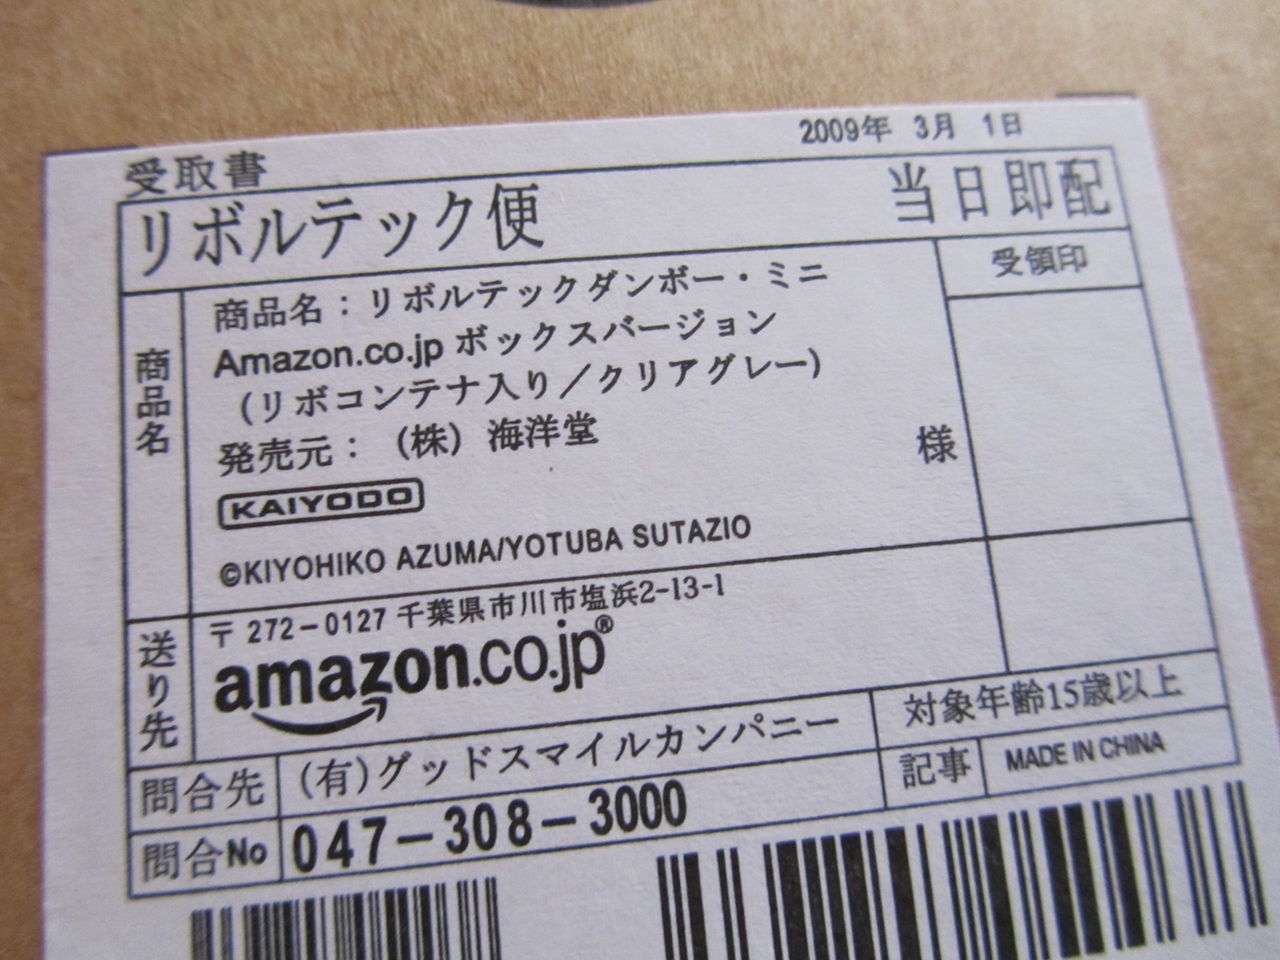 2009年 3月 1日
受取書
リボルテック便 当日即配
受領印
商品名
商品名：リボルテックダンボー・ミニ
Amazon.co.jp ボックスバージョン
（リボコンテナ入り／クリアグレー）
発売元：（株）海洋堂
様
KAIYODO
©KIYOHIKO AZUMA/YOTUBA SUTAZIO
送り先
〒272-0127 千葉県市川市塩浜2-13-1
amazon.co.jp®
対象年齢15歳以上
問合先 (有)グッドスマイルカンパニー
記事 MADE IN CHINA
問合No 047-308-3000